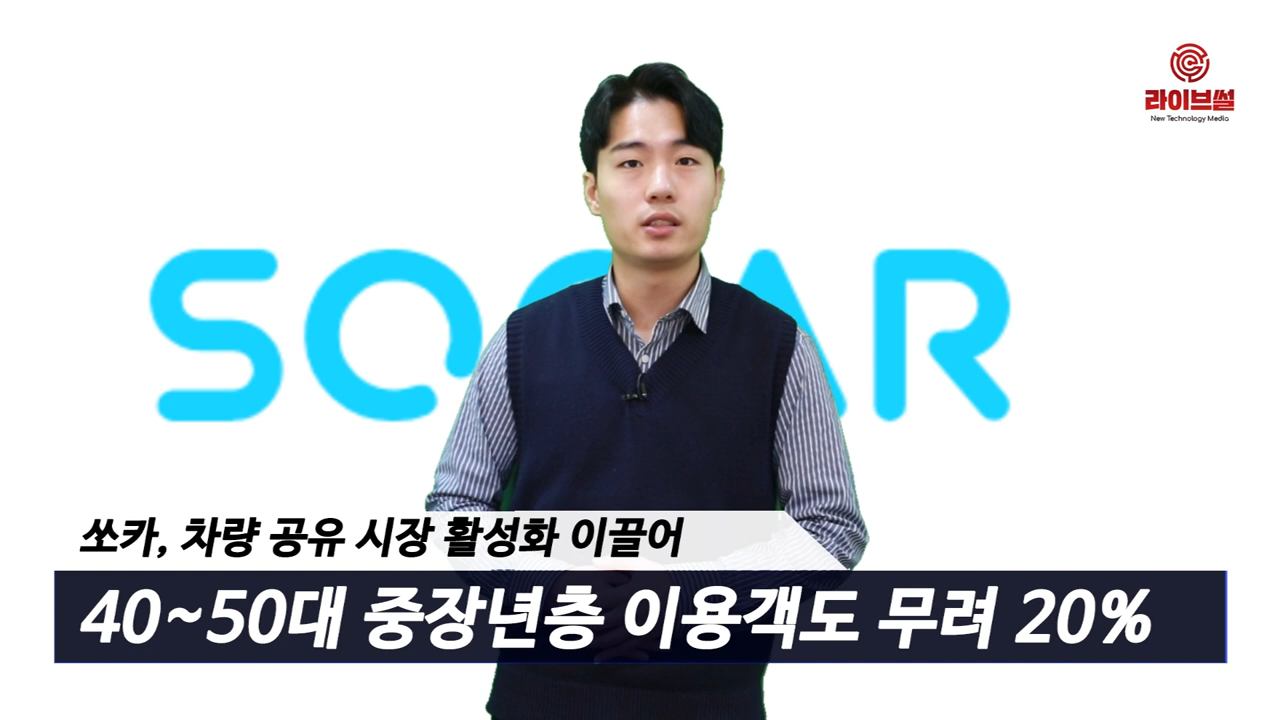 라이브썰
New Technology Media
SOCAR
쏘카, 차량 공유 시장 활성화 이끌어
40~50대 중장년층 이용객도 무려 20%